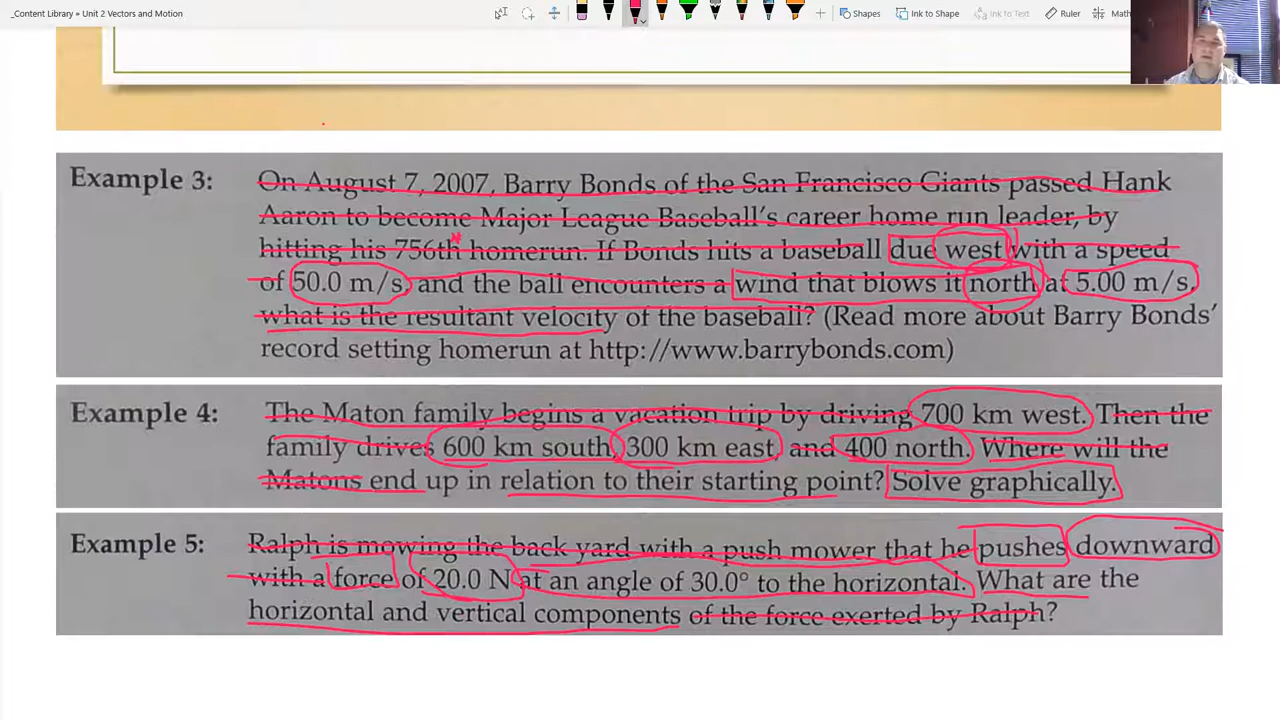 _Content Library » Unit 2 Vectors and Motion
Shapes
Ink to Shape
Ink to Text
Ruler
Math
Example 3: On August 7, 2007, Barry Bonds of the San Francisco Giants passed Hank
Aaron to become Major League Baseball's career home run leader, by
hitting his 756th homerun. If Bonds hits a baseball due west with a speed
of 50.0 m/s, and the ball encounters a wind that blows it north at 5.00 m/s,
what is the resultant velocity of the baseball? (Read more about Barry Bonds'
record setting homerun at http://www.barrybonds.com)
Example 4: The Maton family begins a vacation trip by driving 700 km west. Then the
family drives 600 km south, 300 km east, and 400 north. Where will the
Matons end up in relation to their starting point? Solve graphically.
Example 5: Ralph is mowing the back yard with a push mower that he pushes downward
with a force of 20.0 N at an angle of 30.0° to the horizontal. What are the
horizontal and vertical components of the force exerted by Ralph?